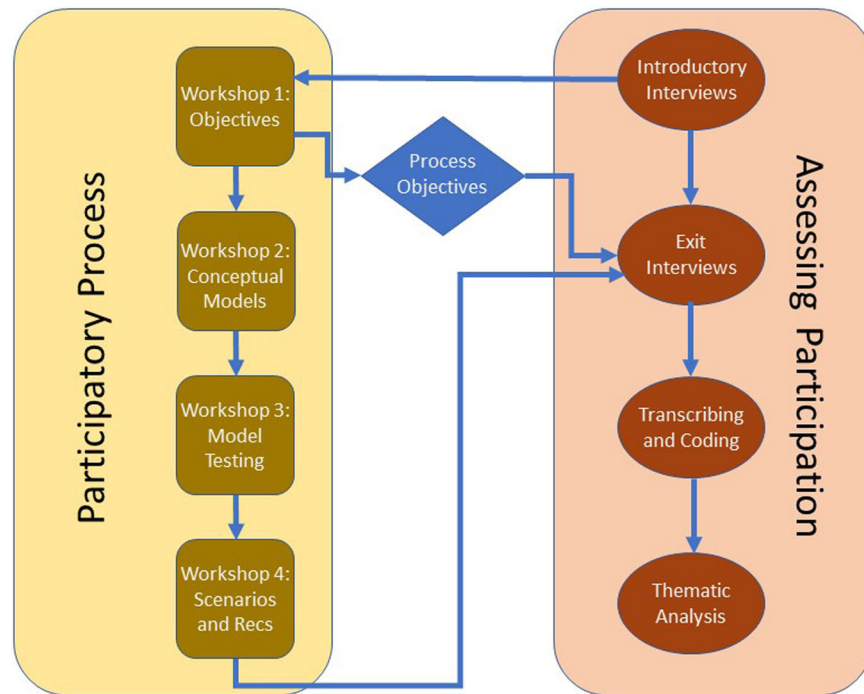 Participatory Process
Workshop 1:
Objectives
Workshop 2:
Conceptual
Models
Workshop 3:
Model
Testing
Workshop 4:
Scenarios
and Recs
Process
Objectives
Introductory
Interviews
Exit
Interviews
Transcribing
and Coding
Thematic
Analysis
Assessing Participation